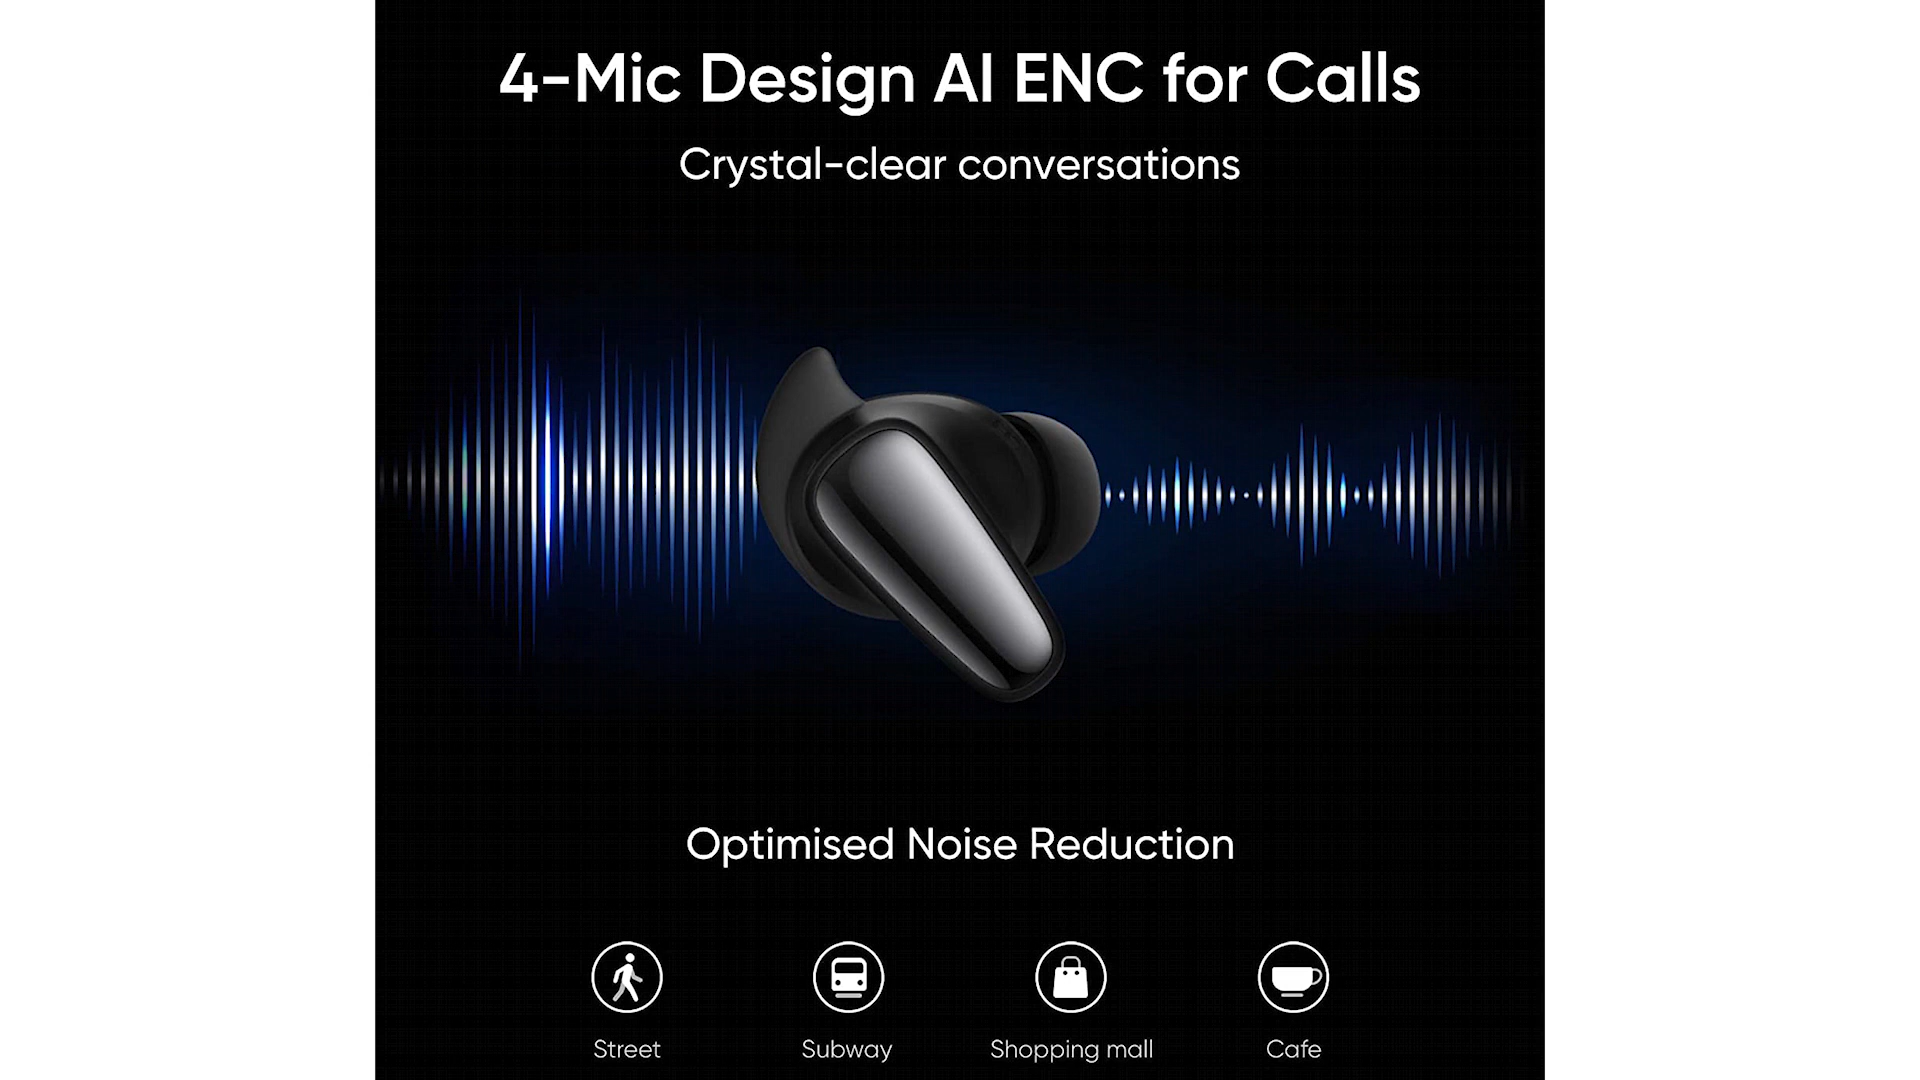 4-Mic Design AI ENC for Calls
Crystal-clear conversations
Optimised Noise Reduction
Street
Subway
Shopping mall
Cafe